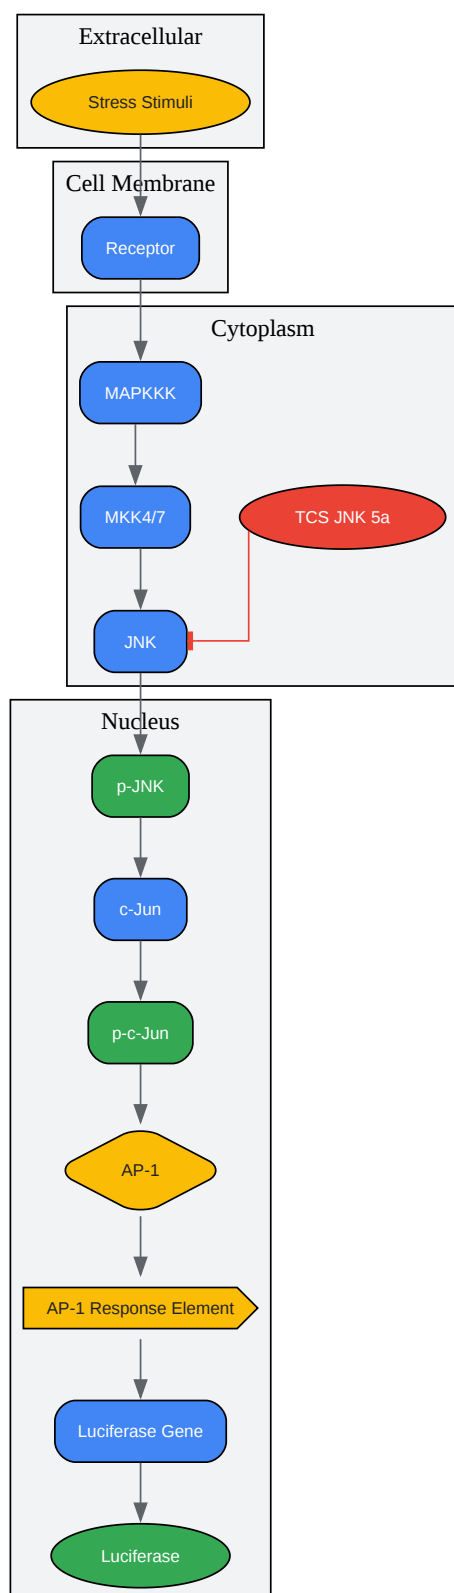 Extracellular
Stress Stimuli
Cell Membrane
Receptor
Cytoplasm
MAPKKK
MKK4/7
TCS JNK 5a
JNK
Nucleus
p-JNK
c-Jun
p-c-Jun
AP-1
AP-1 Response Element
Luciferase Gene
Luciferase